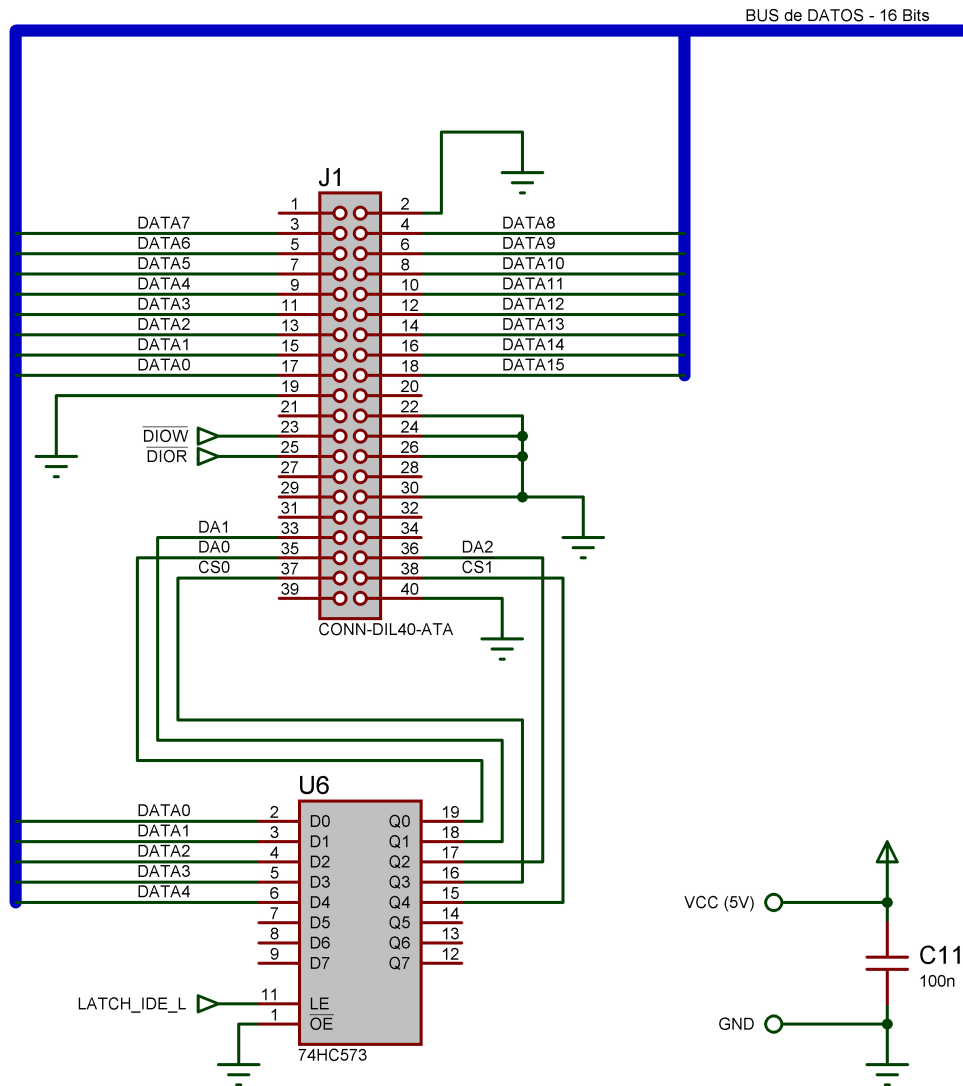 BUS de DATOS - 16 Bits
J1
1 2
DATA7 3 4 DATA8
DATA6 5 6 DATA9
DATA5 7 8 DATA10
DATA4 9 10 DATA11
DATA3 11 12 DATA12
DATA2 13 14 DATA13
DATA1 15 16 DATA14
DATA0 17 18 DATA15
19 20
21 22
DIOW 23 24
DIOR 25 26
27 28
29 30
31 32
DA1 33 34
DA0 35 36 DA2
CS0 37 38 CS1
39 40
CONN-DIL40-ATA
U6
DATA0 2 D0 Q0 19
DATA1 3 D1 Q1 18
DATA2 4 D2 Q2 17
DATA3 5 D3 Q3 16
DATA4 6 D4 Q4 15
7 D5 Q5 14
8 D6 Q6 13
9 D7 Q7 12
LATCH_IDE_L 11 LE
1 OE
74HC573
VCC (5V)
C11
100n
GND